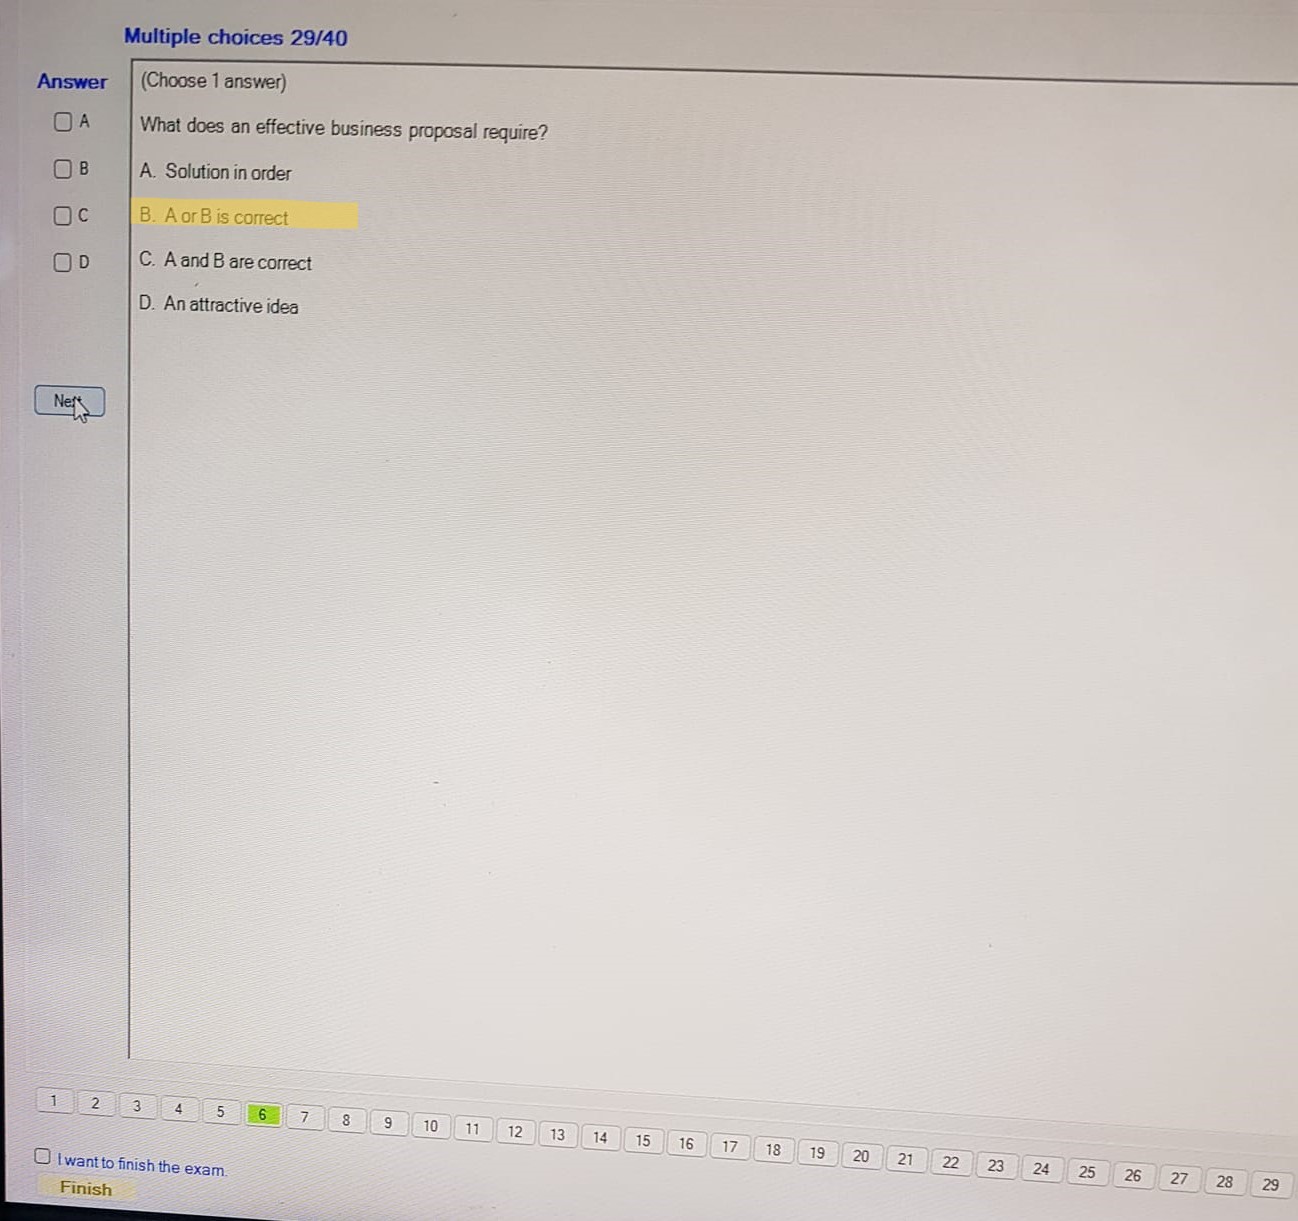 Multiple choices 29/40
Answer
(Choose 1 answer)
A
What does an effective business proposal require?
B
A. Solution in order
C
B. A or B is correct
D
C. A and B are correct
D. An attractive idea
1 2 3 4 5 6 7 8 9 10 11 12 13 14 15 16 17 18 19 20 21 22 23 24 25 26 27 28 29
I want to finish the exam.
Finish